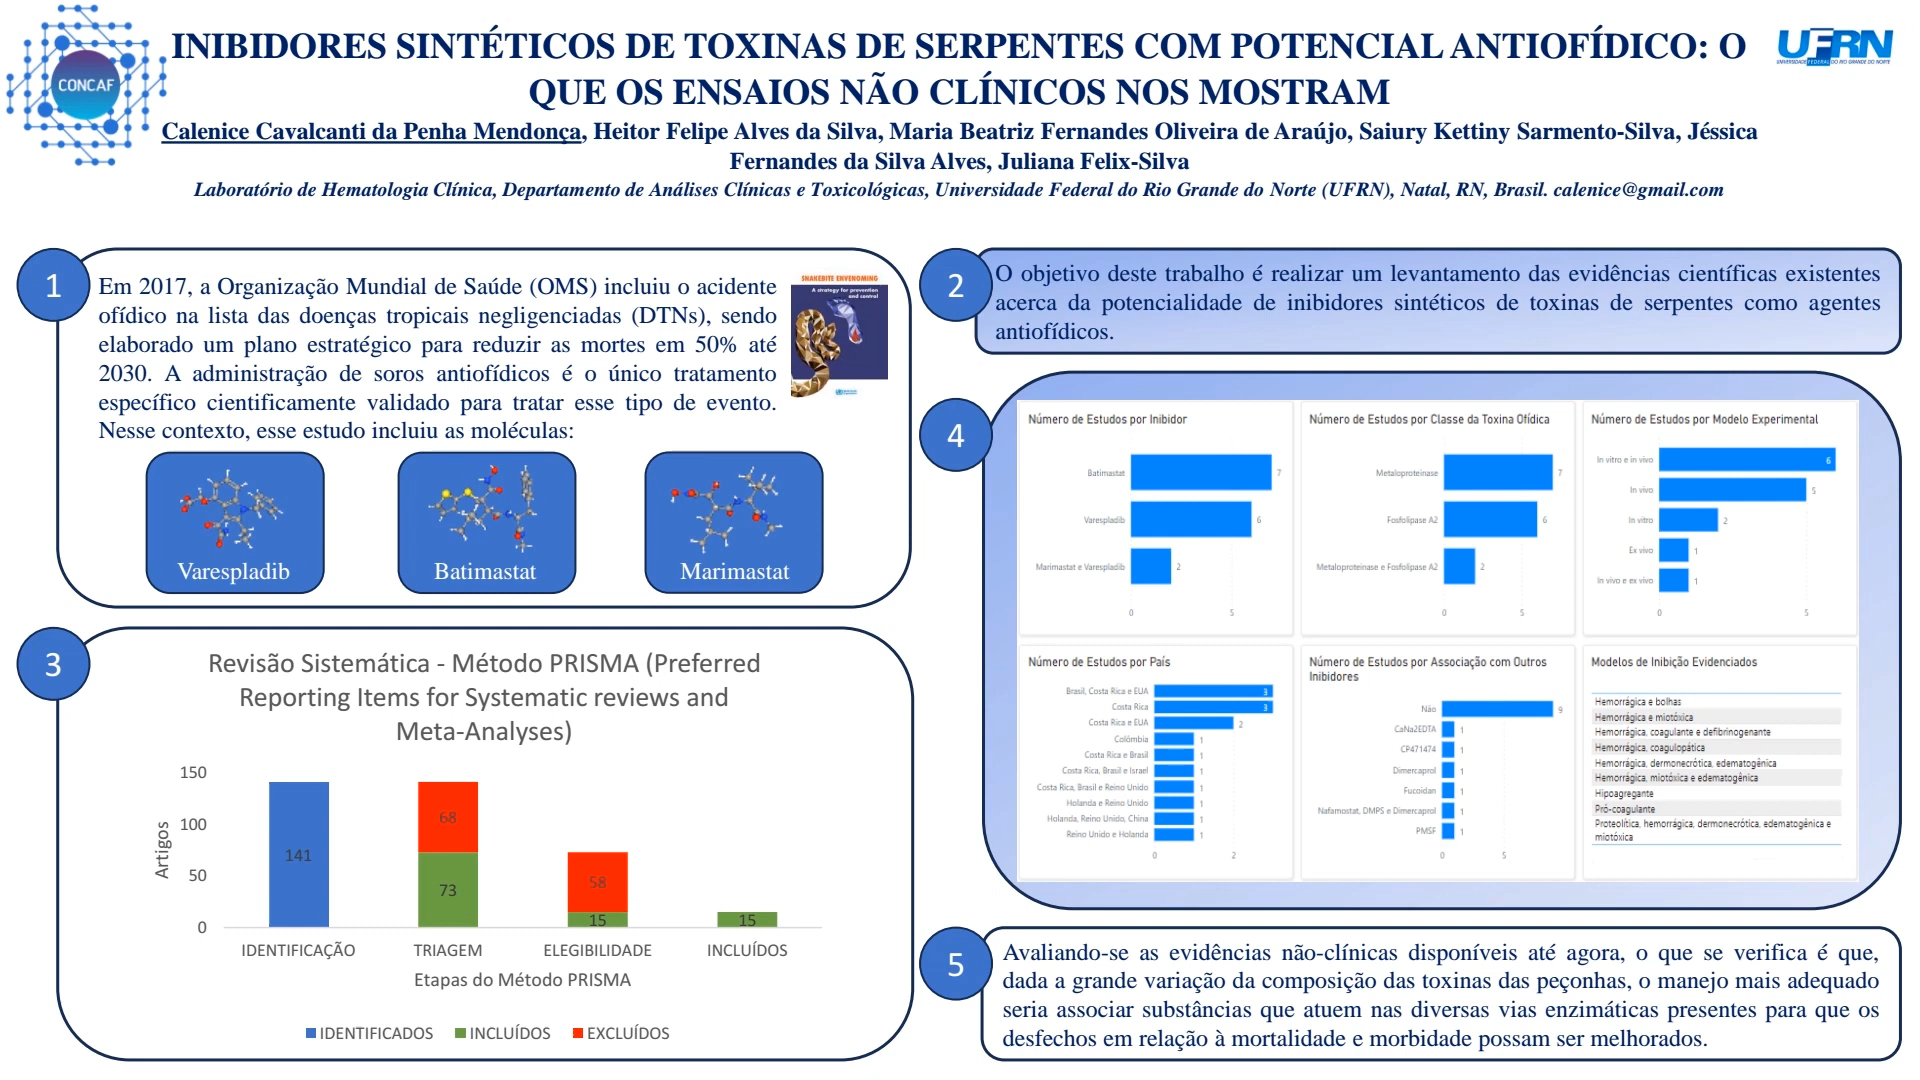 CONCAF
INIBIDORES SINTÉTICOS DE TOXINAS DE SERPENTES COM POTENCIAL ANTIOFÍDICO: O
QUE OS ENSAIOS NÃO CLÍNICOS NOS MOSTRAM
UFRN
UNIVERSIDADE FEDERAL DO RIO GRANDE DO NORTE
Calenice Cavalcanti da Penha Mendonça, Heitor Felipe Alves da Silva, Maria Beatriz Fernandes Oliveira de Araújo, Saiury Kettiny Sarmento-Silva, Jéssica
Fernandes da Silva Alves, Juliana Felix-Silva
Laboratório de Hematologia Clínica, Departamento de Análises Clínicas e Toxicológicas, Universidade Federal do Rio Grande do Norte (UFRN), Natal, RN, Brasil. calenice@gmail.com
1
Em 2017, a Organização Mundial de Saúde (OMS) incluiu o acidente
ofídico na lista das doenças tropicais negligenciadas (DTNs), sendo
elaborado um plano estratégico para reduzir as mortes em 50% até
2030. A administração de soros antiofídicos é o único tratamento
específico cientificamente validado para tratar esse tipo de evento.
Nesse contexto, esse estudo incluiu as moléculas:
SNAKEBITE ENVENOMING
A strategy for prevention
and control
Varespladib
Batimastat
Marimastat
2
O objetivo deste trabalho é realizar um levantamento das evidências científicas existentes
acerca da potencialidade de inibidores sintéticos de toxinas de serpentes como agentes
antiofídicos.
3
Revisão Sistemática - Método PRISMA (Preferred
Reporting Items for Systematic reviews and
Meta-Analyses)
150
100
50
0
Artigos
141
68
73
58
15
15
IDENTIFICAÇÃO
TRIAGEM
ELEGIBILIDADE
INCLUÍDOS
Etapas do Método PRISMA
IDENTIFICADOS
INCLUÍDOS
EXCLUÍDOS
4
Número de Estudos por Inibidor
Batimastat 7
Varespladib 6
Marimastat e Varespladib 2
0 5
Número de Estudos por Classe da Toxina Ofídica
Metaloproteinase 7
Fosfolipase A2 6
Metaloproteinase e Fosfolipase A2 2
0 5
Número de Estudos por Modelo Experimental
In vitro e in vivo 6
In vivo 5
In vitro 2
Ex vivo 1
In vivo e ex vivo 1
0 5
Número de Estudos por País
Brasil, Costa Rica e EUA 3
Costa Rica 3
Costa Rica e EUA 2
Colômbia 1
Costa Rica e Brasil 1
Costa Rica, Brasil e Israel 1
Costa Rica, Brasil e Reino Unido 1
Holanda e Reino Unido 1
Holanda, Reino Unido, China 1
Reino Unido e Holanda 1
0 2
Número de Estudos por Associação com Outros
Inibidores
Não 9
CaNa2EDTA 1
CP471474 1
Dimercaprol 1
Fucoidan 1
Nafamostat, DMPS e Dimercaprol 1
PMSF 1
0 5
Modelos de Inibição Evidenciados
Hemorrágica e bolhas
Hemorrágica e miotóxica
Hemorrágica, coagulante e defibrinogenante
Hemorrágica, coagulopática
Hemorrágica, dermonecrótica, edematogênica
Hemorrágica, miotóxica e edematogênica
Hipoagregante
Pró-coagulante
Proteolítica, hemorrágica, dermonecrótica, edematogênica e
miotóxica
5
Avaliando-se as evidências não-clínicas disponíveis até agora, o que se verifica é que,
dada a grande variação da composição das toxinas das peçonhas, o manejo mais adequado
seria associar substâncias que atuem nas diversas vias enzimáticas presentes para que os
desfechos em relação à mortalidade e morbidade possam ser melhorados.